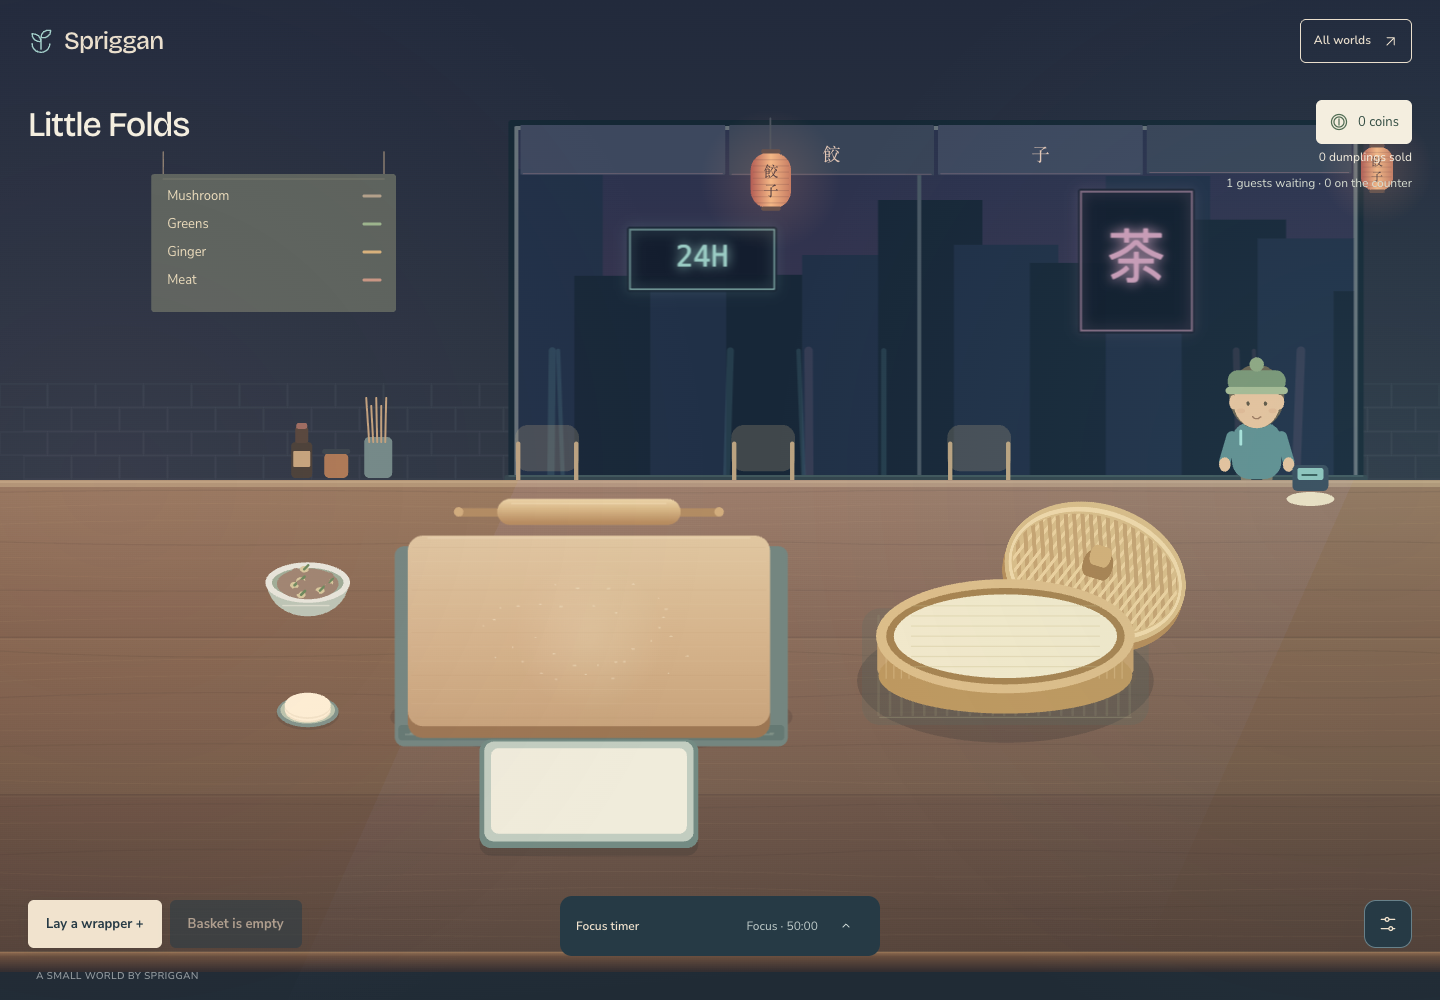 Spriggan
All worlds
Little Folds
0 coins
0 dumplings sold
1 guests waiting · 0 on the counter
餃
子
餃
子
餃
子
Mushroom
Greens
Ginger
Meat
24H
茶
Lay a wrapper +
Basket is empty
Focus timer
Focus · 50:00
A SMALL WORLD BY SPRIGGAN